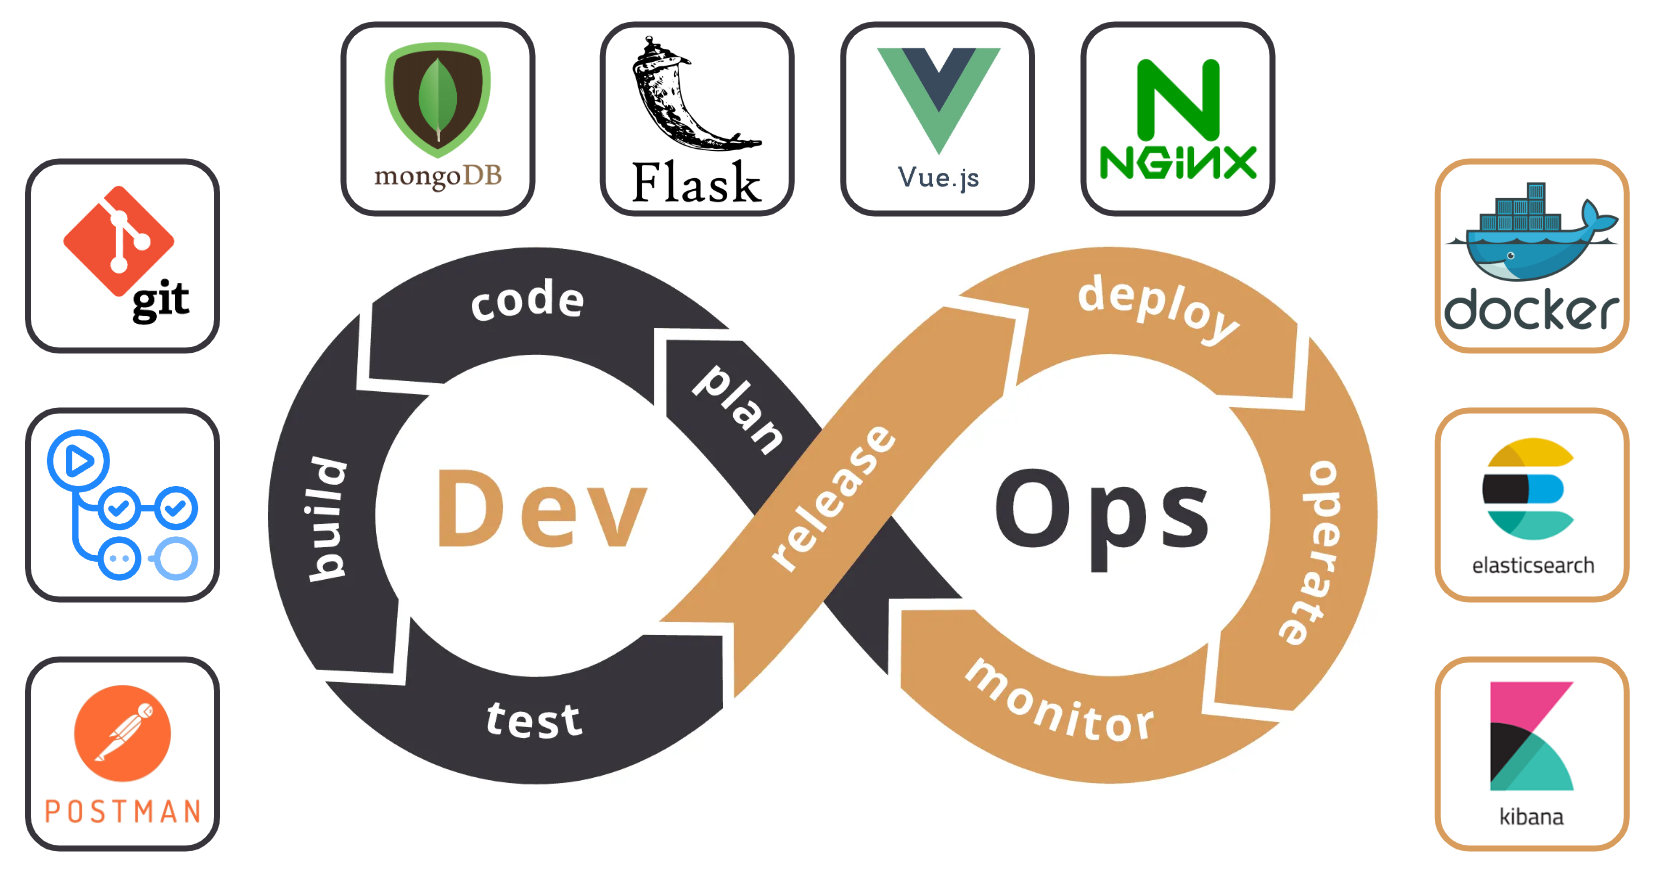 mongoDB
Flask
Vue.js
NGiNX
git
docker
code
deploy
plan
release
build
Dev
Ops
operate
elasticsearch
test
monitor
POSTMAN
kibana